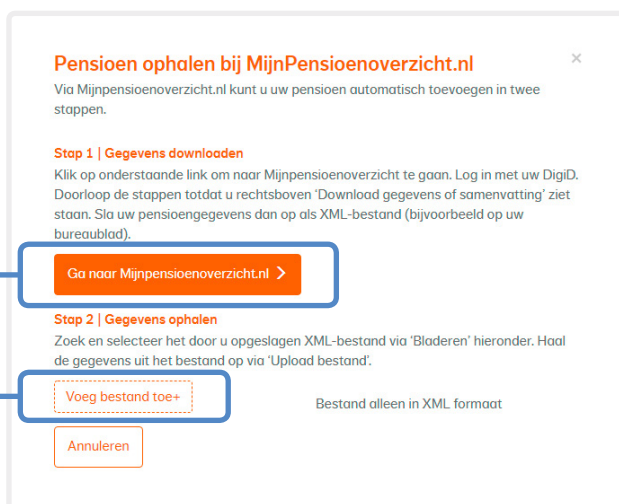 Pensioen ophalen bij MijnPensioenoverzicht.nl
×
Via Mijnpensioenoverzicht.nl kunt u uw pensioen automatisch toevoegen in twee
stappen.
Stap 1 | Gegevens downloaden
Klik op onderstaande link om naar Mijnpensioenoverzicht te gaan. Log in met uw DigiD.
Doorloop de stappen totdat u rechtsboven 'Download gegevens of samenvatting' ziet
staan. Sla uw pensioengegevens dan op als XML-bestand (bijvoorbeeld op uw
bureaublad).
Ga naar Mijnpensioenoverzicht.nl >
Stap 2 | Gegevens ophalen
Zoek en selecteer het door u opgeslagen XML-bestand via 'Bladeren' hieronder. Haal
de gegevens uit het bestand op via 'Upload bestand'.
Voeg bestand toe+
Bestand alleen in XML formaat
Annuleren